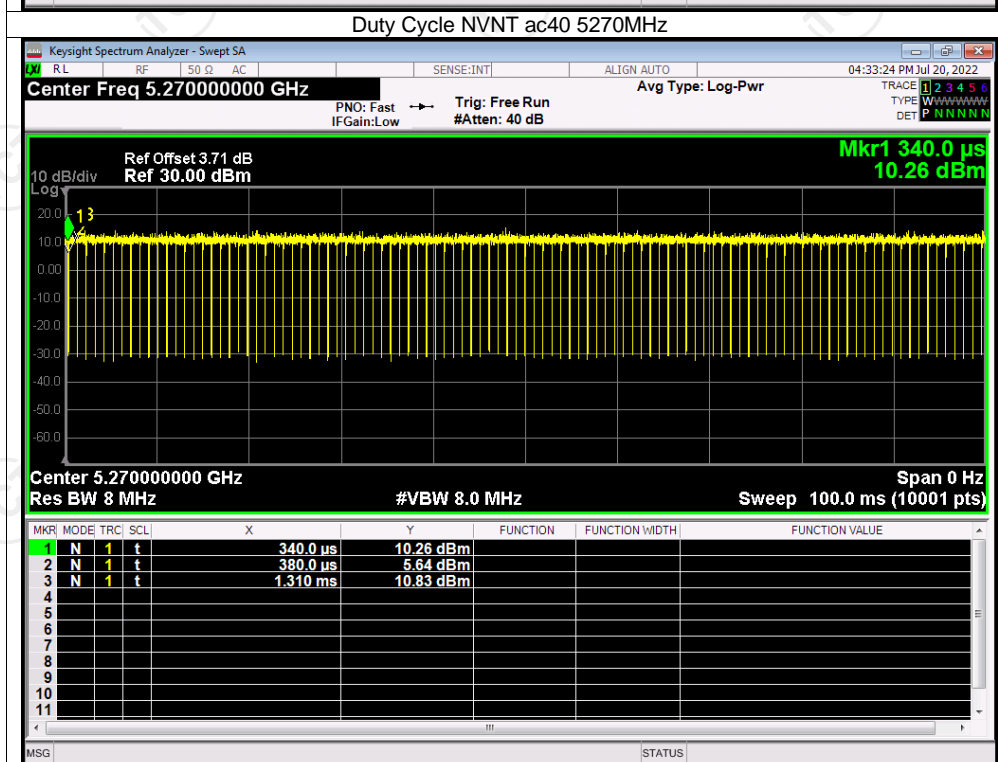 Duty Cycle NVNT ac40 5270MHz
Keysight Spectrum Analyzer - Swept SA
LXI RL RF 50 Ω AC SENSE:INT ALIGN AUTO 04:33:24 PM Jul 20, 2022
Center Freq 5.270000000 GHz Avg Type: Log-Pwr TRACE 1 2 3 4 5 6
PNO: Fast Trig: Free Run TYPE WWWWWW
IFGain:Low #Atten: 40 dB DET P N N N N N
Mkr1 340.0 µs
10.26 dBm
Ref Offset 3.71 dB
10 dB/div Ref 30.00 dBm
Log
20.0
10.0
0.00
-10.0
-20.0
-30.0
-40.0
-50.0
-60.0
1 3
Center 5.270000000 GHz Span 0 Hz
Res BW 8 MHz #VBW 8.0 MHz Sweep 100.0 ms (10001 pts)
MKR MODE TRC SCL X Y FUNCTION FUNCTION WIDTH FUNCTION VALUE
1 N 1 t 340.0 µs 10.26 dBm
2 N 1 t 380.0 µs 5.64 dBm
3 N 1 t 1.310 ms 10.83 dBm
4
5
6
7
8
9
10
11
MSG STATUS